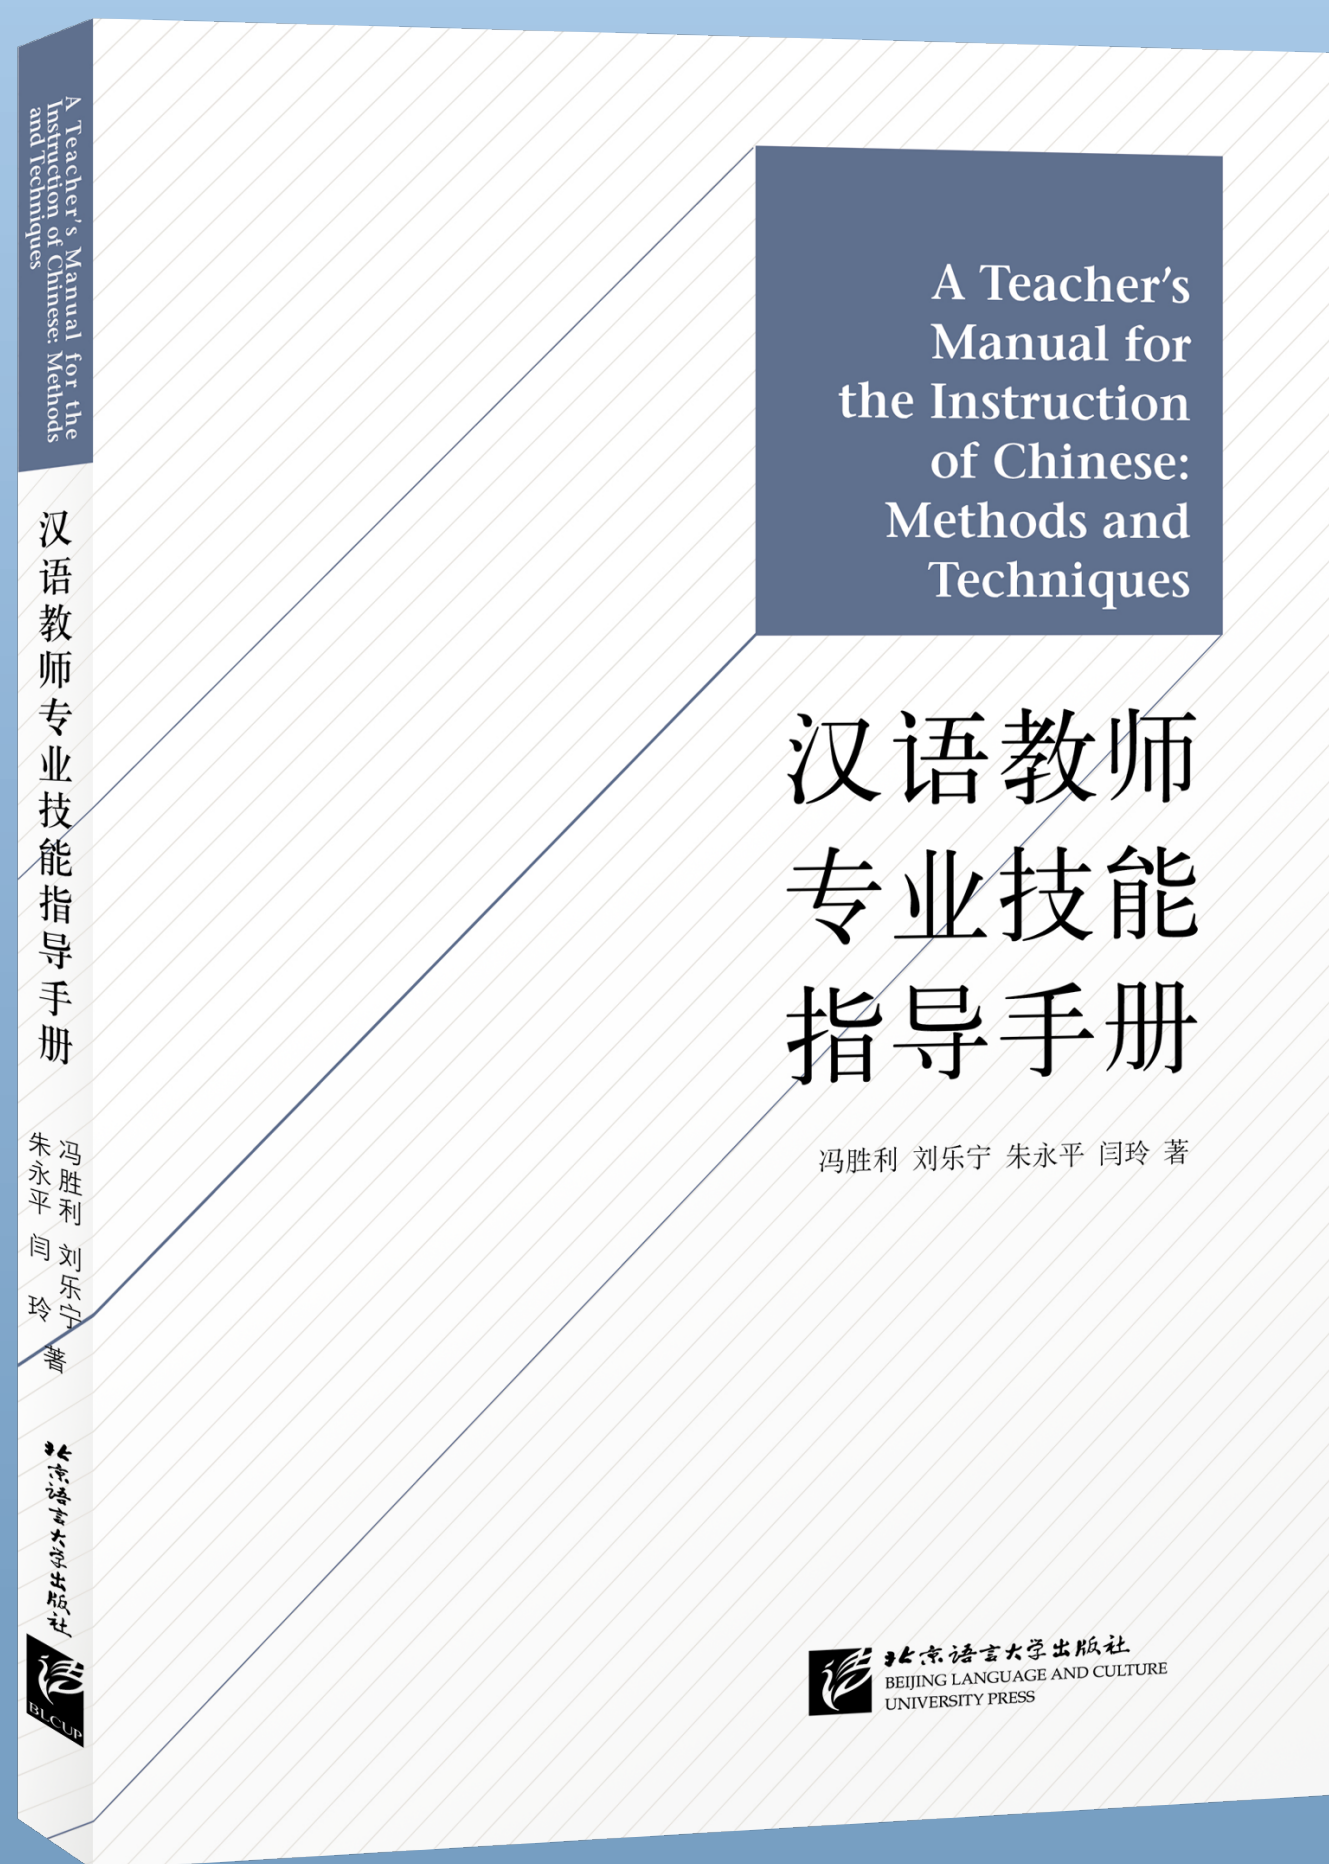 A Teacher's Manual for the
Instruction of Chinese: Methods
and Techniques
汉语教师专业技能指导手册
冯胜利 刘乐宁
朱永平 闫玲
著
北京语言大学出版社
BLCUP
A Teacher's
Manual for
the Instruction
of Chinese:
Methods and
Techniques
汉语教师
专业技能
指导手册
冯胜利 刘乐宁 朱永平 闫玲 著
北京语言大学出版社
BEIJING LANGUAGE AND CULTURE
UNIVERSITY PRESS